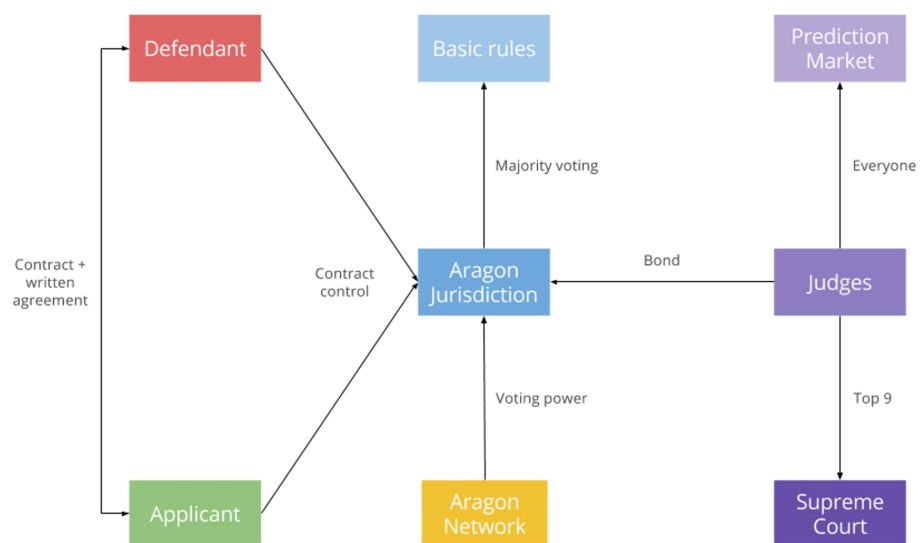 Defendant
Basic rules
Prediction
Market
Majority voting
Everyone
Contract +
written
agreement
Contract
control
Aragon
Jurisdiction
Bond
Judges
Voting power
Top 9
Applicant
Aragon
Network
Supreme
Court